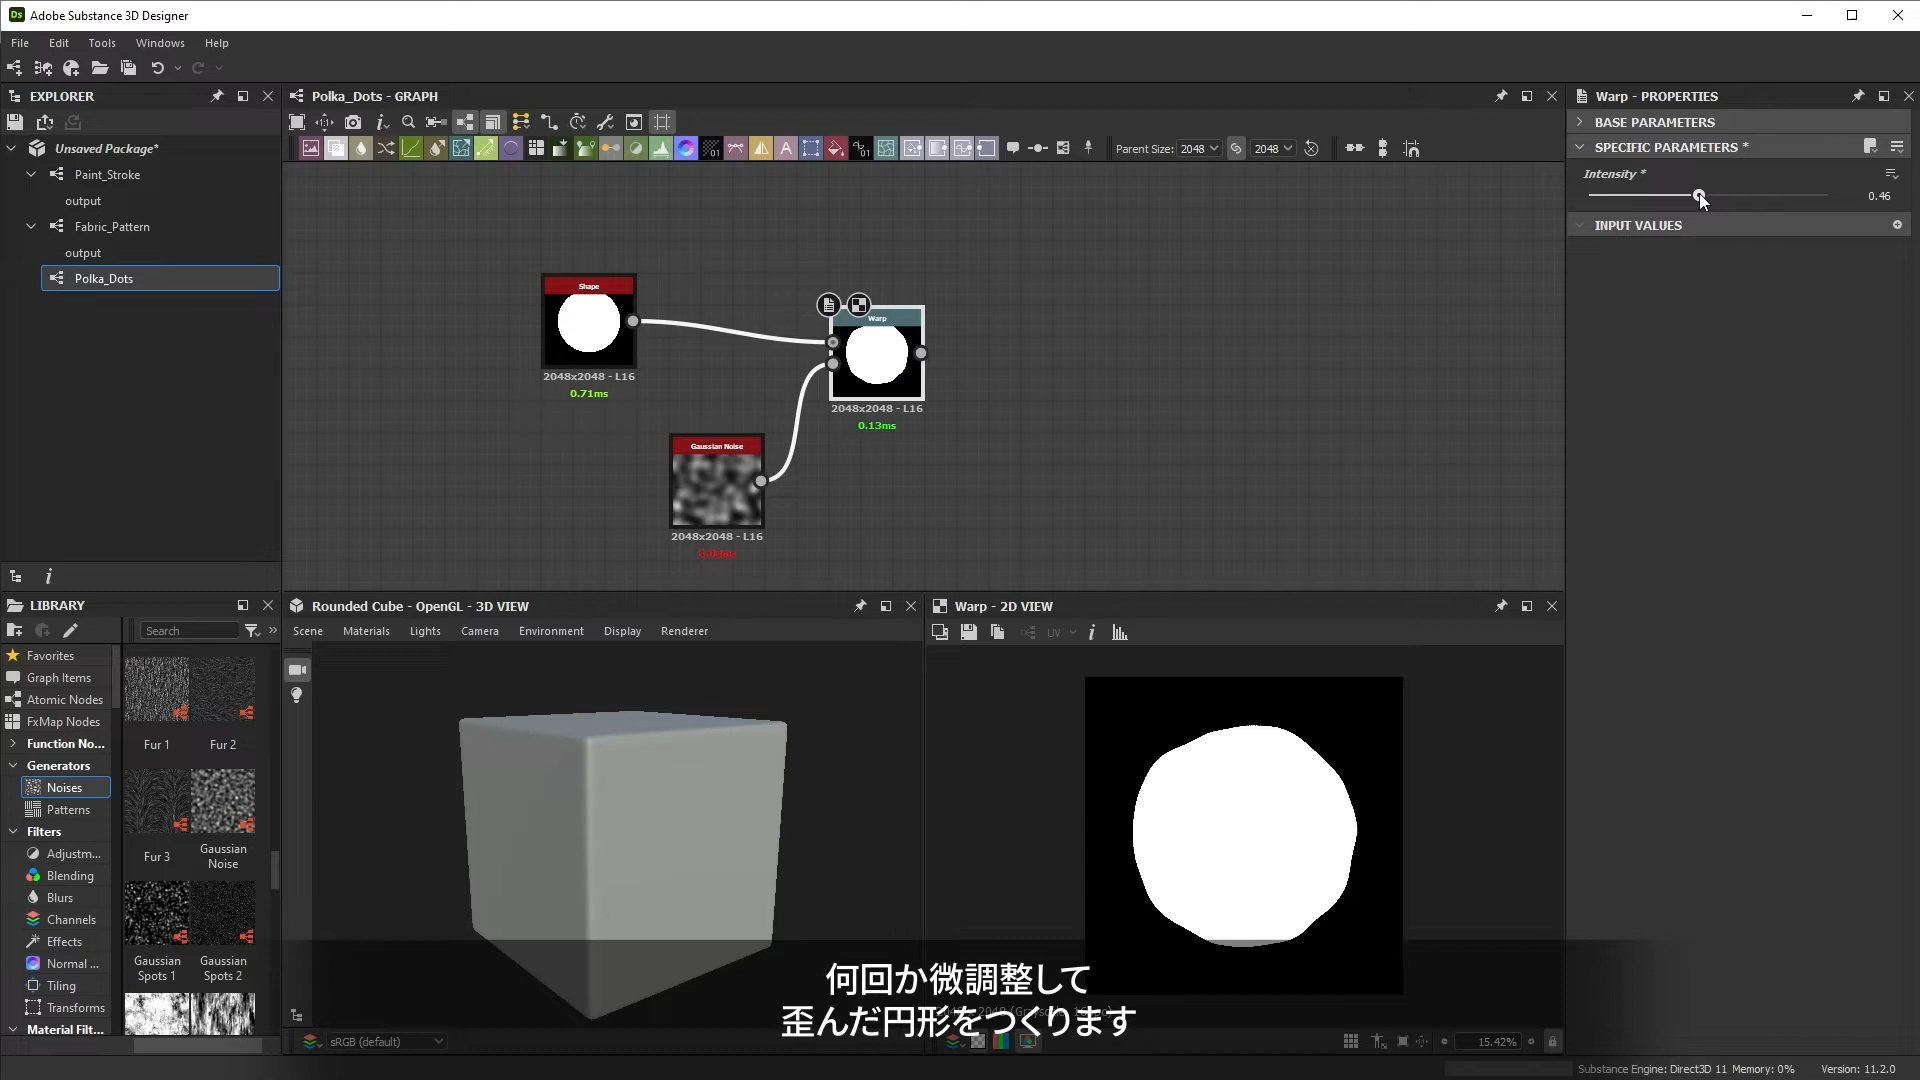 Adobe Substance 3D Designer
File Edit Tools Windows Help
EXPLORER
Unsaved Package*
Paint_Stroke
output
Fabric_Pattern
output
Polka_Dots
Polka_Dots - GRAPH
Parent Size: 2048 2048
Shape
2048x2048 - L16
0.71ms
Warp
2048x2048 - L16
0.13ms
Gaussian Noise
2048x2048 - L16
Warp - PROPERTIES
BASE PARAMETERS
SPECIFIC PARAMETERS *
Intensity *
0.46
INPUT VALUES
LIBRARY
Search
Favorites
Graph Items
Atomic Nodes
FxMap Nodes
Function No...
Generators
Noises
Patterns
Filters
Adjustm...
Blending
Blurs
Channels
Effects
Normal ...
Tiling
Transforms
Material Filt...
Fur 1 Fur 2
Fur 3 Gaussian Noise
Gaussian Spots 1 Gaussian Spots 2
Rounded Cube - OpenGL - 3D VIEW
Scene Materials Lights Camera Environment Display Renderer
sRGB (default)
Warp - 2D VIEW
UV
15.42%
何回か微調整して
歪んだ円形をつくります
Substance Engine: Direct3D 11 Memory: 0% Version: 11.2.0